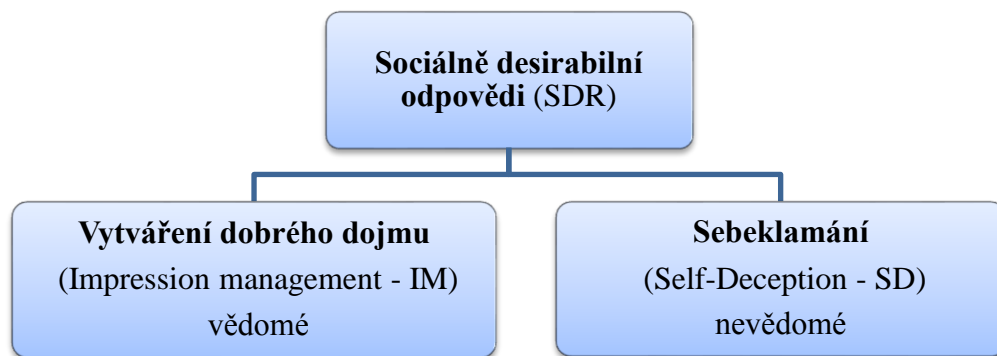 Sociálně desirabilní
odpovědi (SDR)
Vytváření dobrého dojmu
(Impression management - IM)
vědomé
Sebeklamání
(Self-Deception - SD)
nevědomé